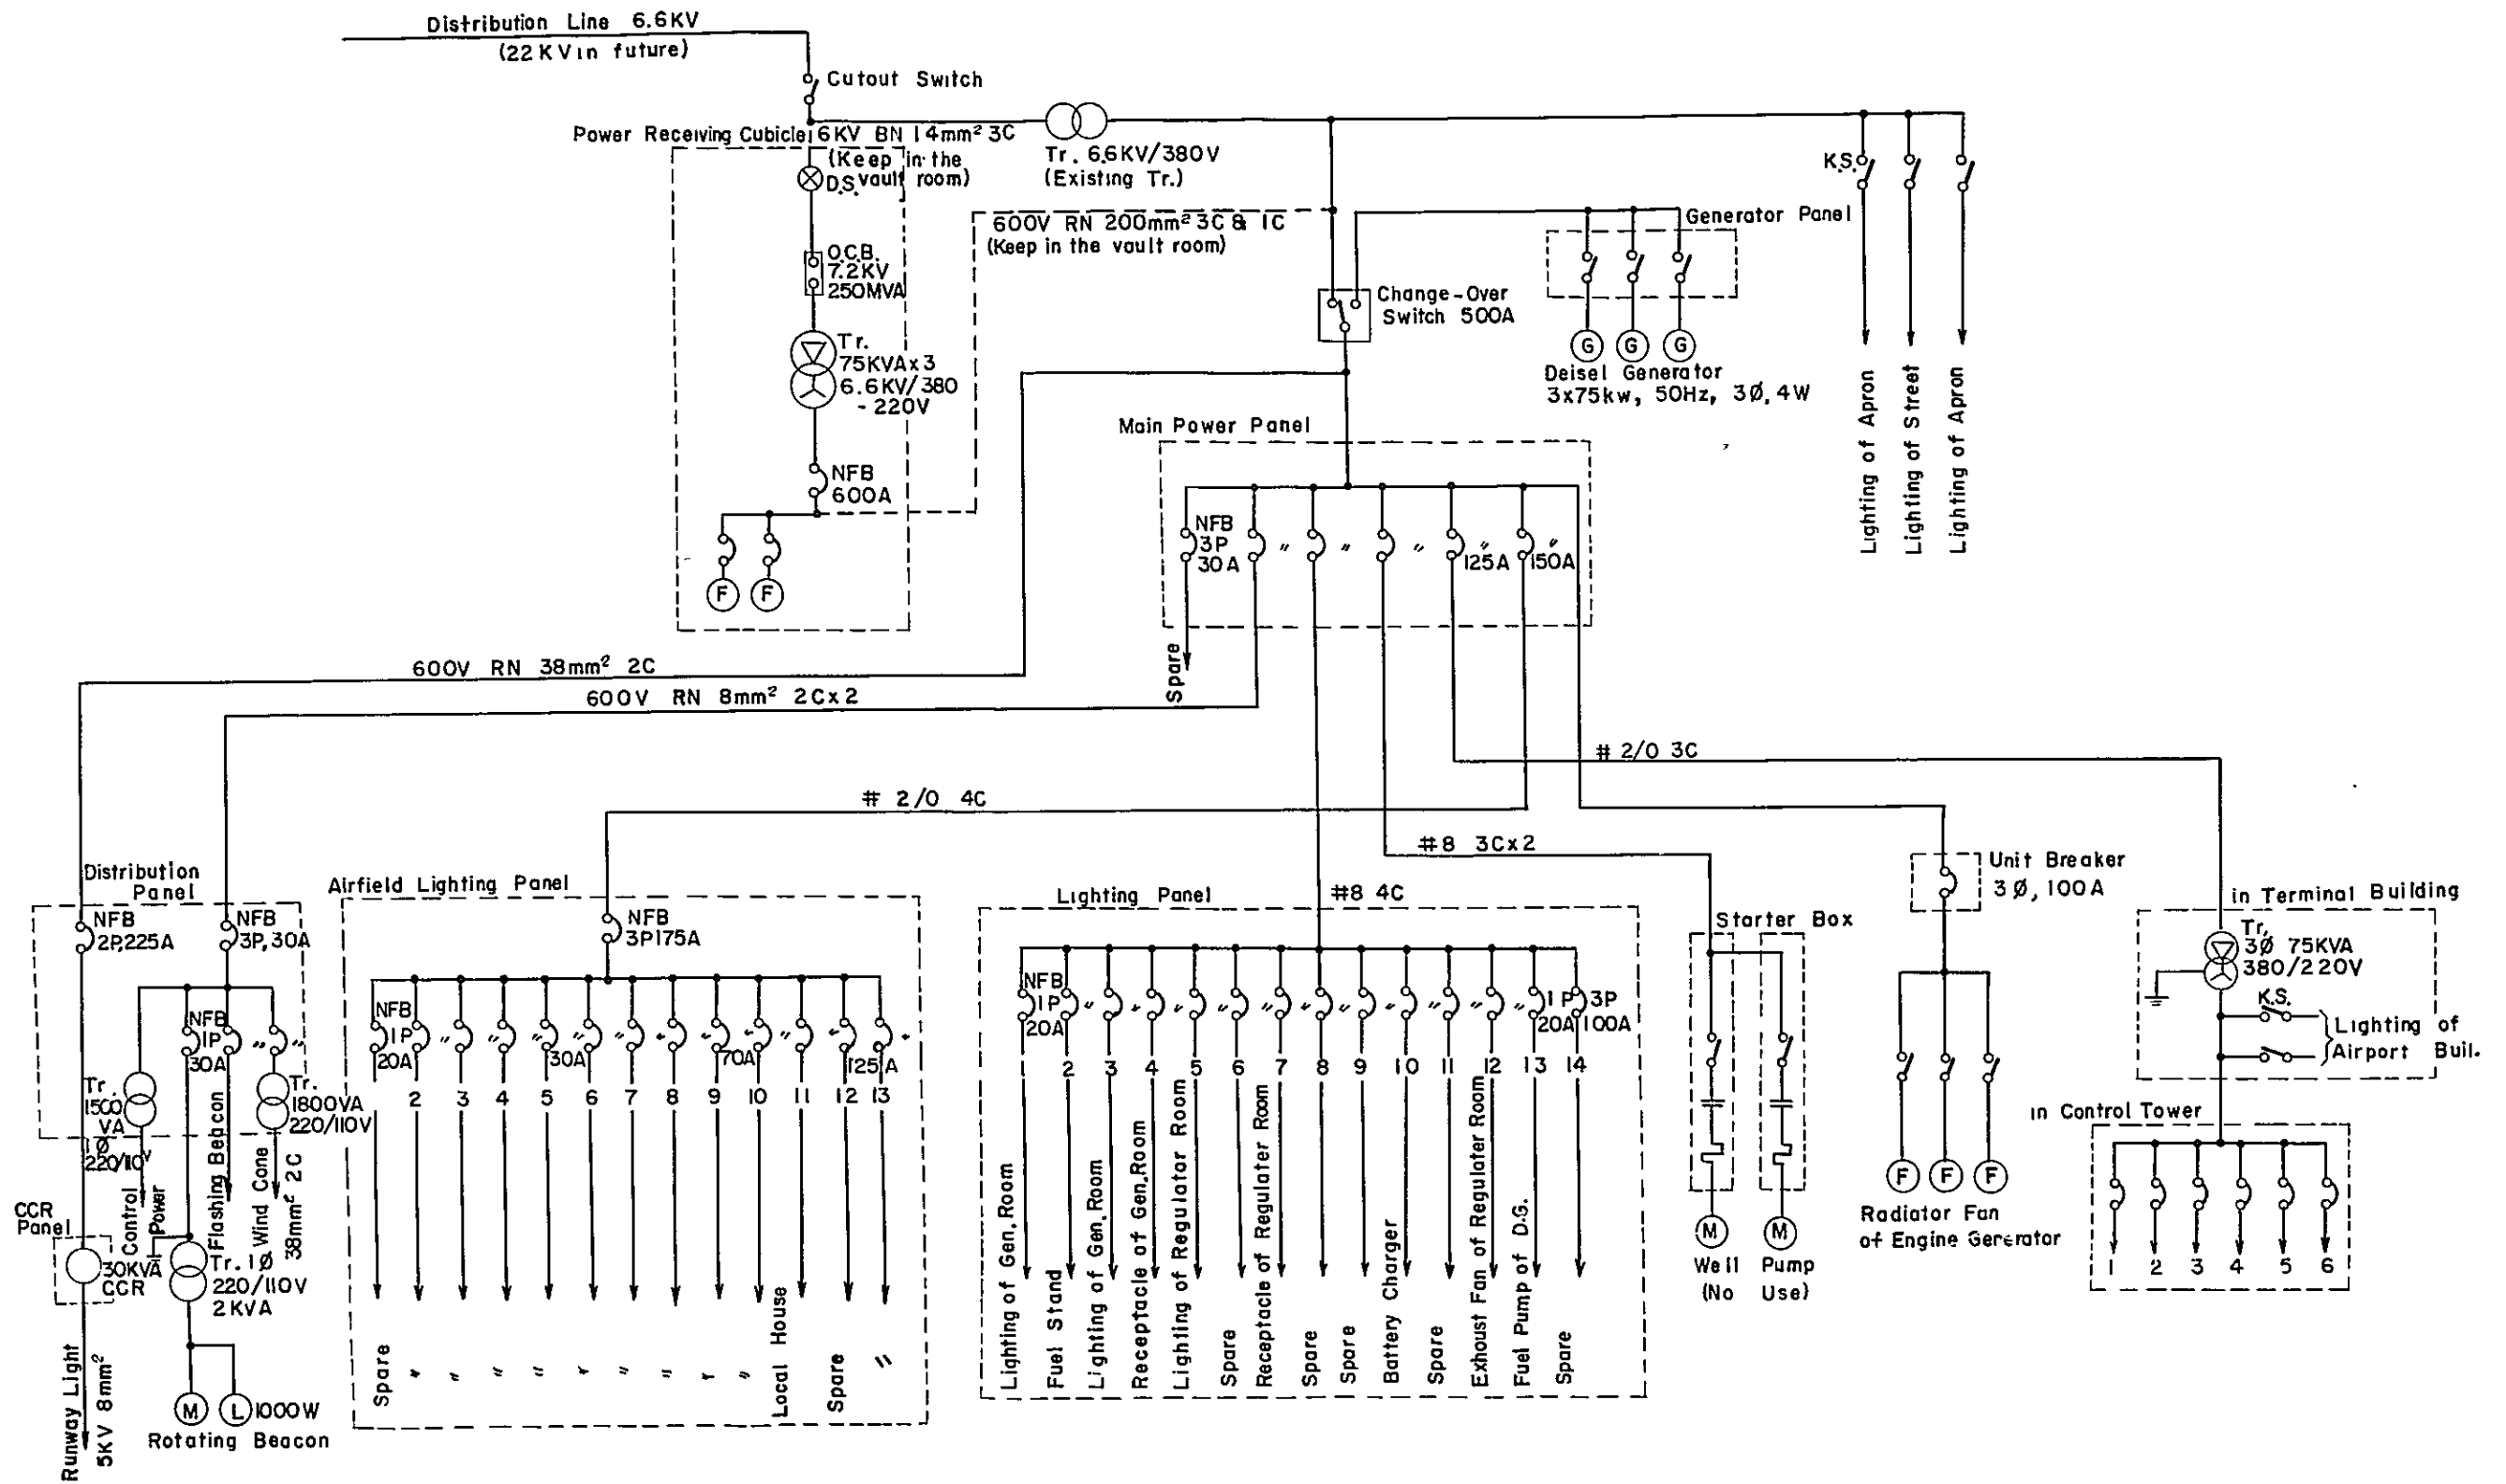 Distribution Line 6.6KV
(22KV in future)
Cutout Switch
Power Receiving Cubicle
6KV BN 14mm² 3C
(Keep in the
vault room)
D.S.
Tr. 6.6KV/380V
(Existing Tr.)
K.S.
600V RN 200mm² 3C & 1C
(Keep in the vault room)
Generator Panel
O.C.B.
7.2KV
250MVA
Change-Over
Switch 500A
G G G
Deisel Generator
3x75kw, 50Hz, 3Ø, 4W
Tr.
75KVAx3
6.6KV/380
- 220V
Lighting of Apron
Lighting of Street
Lighting of Apron
NFB
600A
F F
Main Power Panel
NFB
3P
30A
" " " " "
125A
150A
Spare
600V RN 38mm² 2C
600V RN 8mm² 2Cx2
# 2/0 3C
# 2/0 4C
#8 3Cx2
#8 4C
Distribution
Panel
NFB
2P,225A
NFB
3P,30A
NFB
1P
30A
" "
Tr.
1500
VA
1Ø
220/110V
Tr.
1800VA
220/110V
Control
Power
Flashing Beacon
Wind Cone
38mm² 2C
CCR
Panel
30KVA
CCR
Tr. 1Ø
220/110V
2KVA
Runway Light
5KV 8mm²
M L 1000W
Rotating Beacon
Airfield Lighting Panel
NFB
3P175A
NFB
1P
20A
" " " " " " " " " " "
30A
70A
125A
2 3 4 5 6 7 8 9 10 11 12 13
Spare
" " " " " " " " "
Local House
Spare
"
Lighting Panel
NFB
1P
20A
" " " " " " " " " "
1P
20A
3P
100A
1 2 3 4 5 6 7 8 9 10 11 12 13 14
Lighting of Gen. Room
Fuel Stand
Lighting of Gen. Room
Receptacle of Gen. Room
Lighting of Regulator Room
Spare
Receptacle of Regulater Room
Spare
Spare
Battery Charger
Spare
Exhoust Fan of Regulater Room
Fuel Pump of D.G.
Spare
Starter Box
M M
Well Pump
(No Use)
Unit Breaker
3Ø, 100A
F F F
Radiator Fan
of Engine Gererator
in Terminal Building
Tr,
3Ø 75KVA
380/220V
K.S.
Lighting of
Airport Buil.
in Control Tower
1 2 3 4 5 6